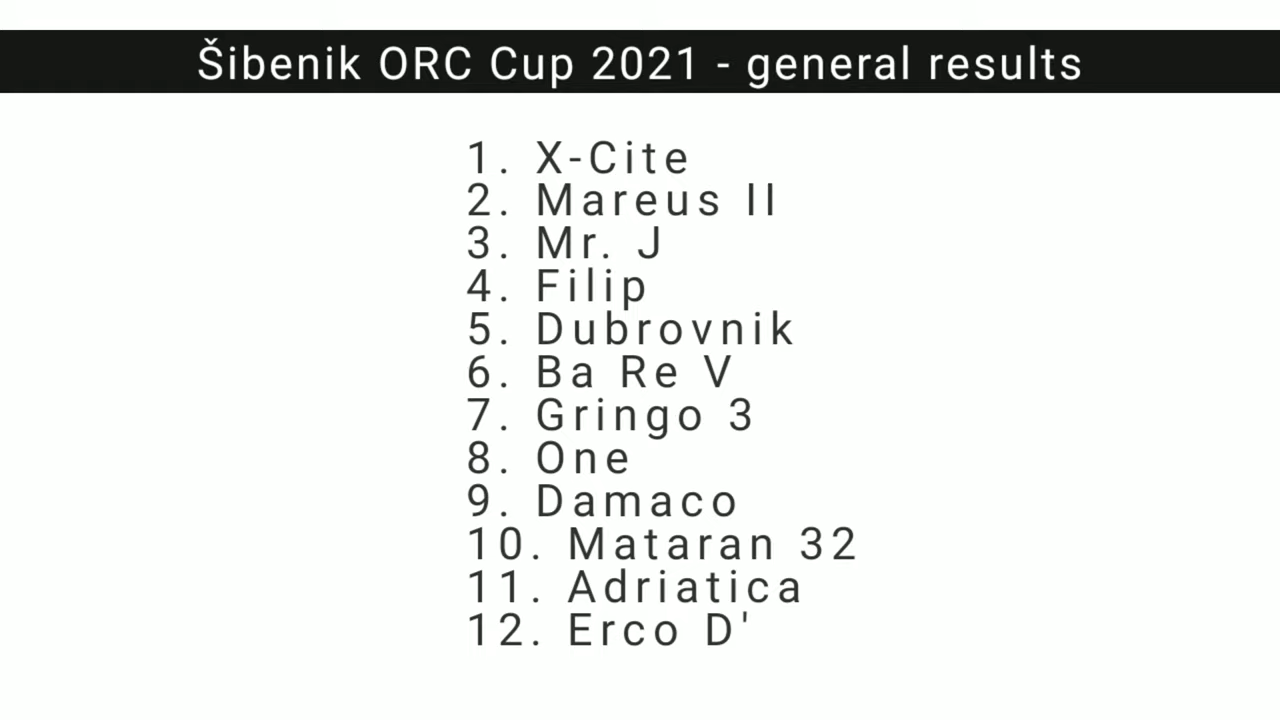 Šibenik ORC Cup 2021 - general results
1. X-Cite
2. Mareus II
3. Mr. J
4. Filip
5. Dubrovnik
6. Ba Re V
7. Gringo 3
8. One
9. Damaco
10. Mataran 32
11. Adriatica
12. Erco D'